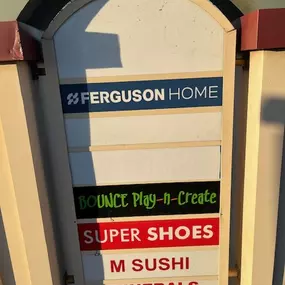 FERGUSON HOME
BOUNCE Play-n-Create
SUPER SHOES
M SUSHI